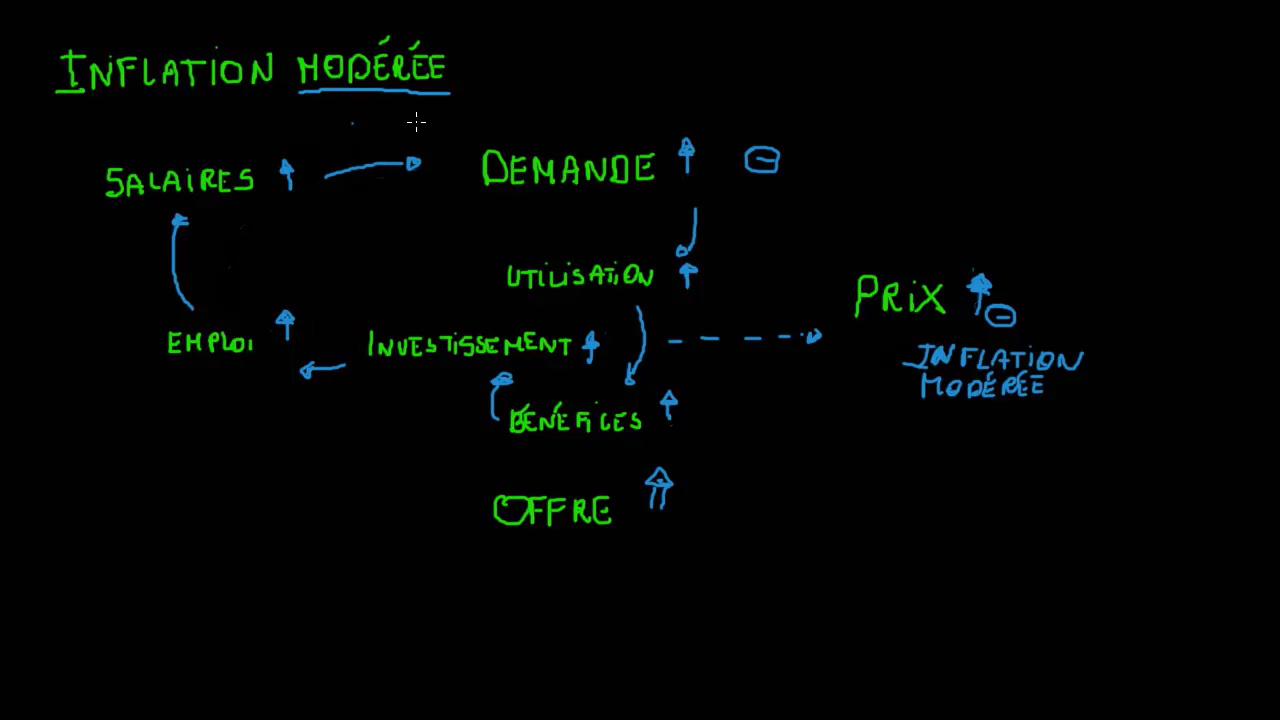 INFLATION MODÉRÉE
SALAIRES
DEMANDE
UTILISATION
PRIX
EMPLOI
INVESTISSEMENT
INFLATION
MODÉRÉE
BÉNÉFICES
OFFRE